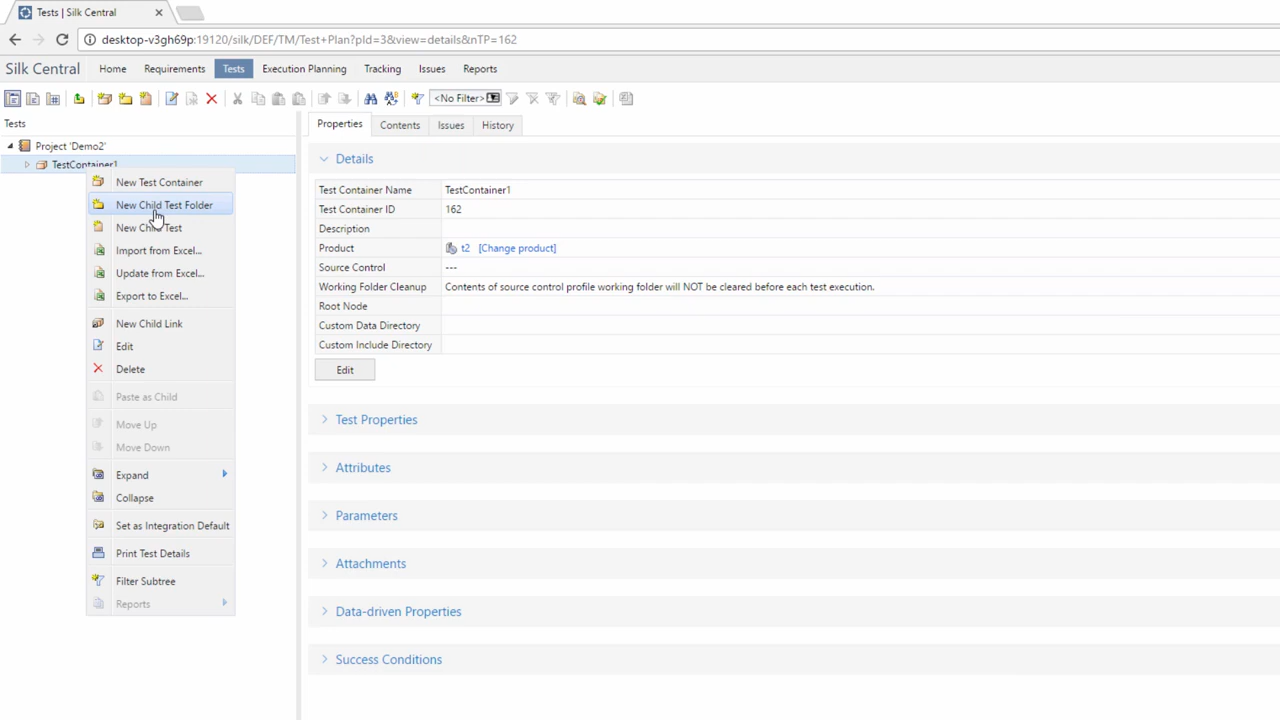 Tests | Silk Central
desktop-v3gh69p:19120/silk/DEF/TM/Test+Plan?pId=3&view=details&nTP=162
Silk Central Home Requirements Tests Execution Planning Tracking Issues Reports
<No Filter>
Tests
Project 'Demo2'
TestContainer1
New Test Container
New Child Test Folder
New Child Test
Import from Excel...
Update from Excel...
Export to Excel...
New Child Link
Edit
Delete
Paste as Child
Move Up
Move Down
Expand
Collapse
Set as Integration Default
Print Test Details
Filter Subtree
Reports
Properties Contents Issues History
Details
Test Container Name TestContainer1
Test Container ID 162
Description
Product t2 [Change product]
Source Control ---
Working Folder Cleanup Contents of source control profile working folder will NOT be cleared before each test execution.
Root Node
Custom Data Directory
Custom Include Directory
Edit
Test Properties
Attributes
Parameters
Attachments
Data-driven Properties
Success Conditions